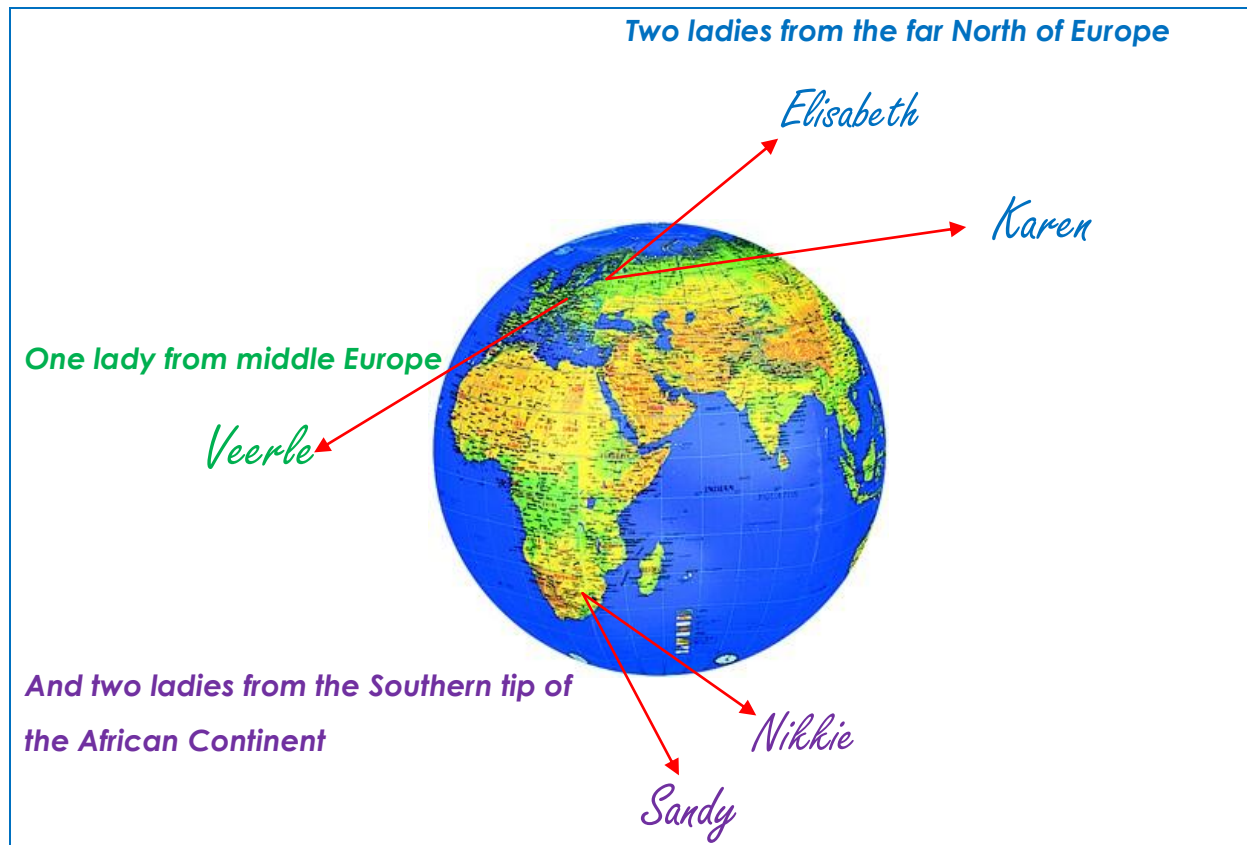 Two ladies from the far North of Europe
Elisabeth
Karen
One lady from middle Europe
Veerle
INDIAN
And two ladies from the Southern tip of
the African Continent
Nikkie
Sandy